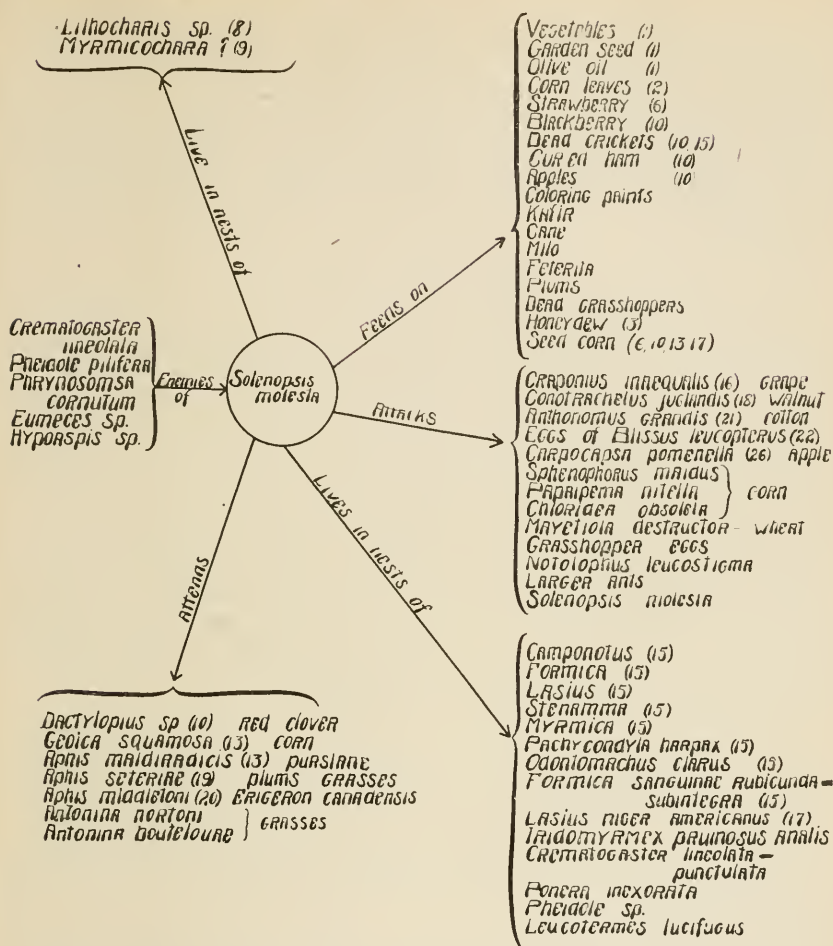 Lithocharis sp. (8)
Myrmicochara ? (9)
Live in nests of
Crematogaster
lineolata
Pheidole pilifera
Phrynosomsa
cornutum
Eumeces sp.
Hypoaspis sp.
Enemies
of
Solenopsis
molesta
Feeds on
Vegetables
Garden seed (1)
Olive oil (1)
Corn leaves (2)
Strawberry (6)
Blackberry (10)
Dead crickets (10, 15)
Cured ham (10)
Apples (10
Coloring paints
Kafir
Cane
Milo
Feterita
Plums
Dead grasshoppers
Honeydew (3)
Seed corn (6, 10, 13 17)
Attacks
Craponius inaequalis (16) grape
Conotrachelus juglandis (18) walnut
Anthonomus grandis (21) cotton
Eggs of Blissus leucopterus (22)
Carpocapsa pomenella (26) apple
Sphenophorus maidus
Papaipema nitella
Chloridea obsoleta
corn
Mayetiola destructor - wheat
Grasshopper eggs
Notolophus leucostigma
Larger ants
Solenopsis molesta
Lives in nests of
Camponotus (15)
Formica (15)
Lasius (15)
Stenamma (15)
Myrmica (15)
Pachycondyla harpax (15)
Odontomachus clarus (15)
Formica sanguinae rubicunda-
subintegra (15)
Lasius niger americanus (17)
Iridomyrmex pruinosus analis
Crematogaster lineolata-
punctulata
Ponera inexorata
Pheidole sp.
Leucotermes lucifugus
Attends
Dactylopius sp (10) red clover
Geoica squamosa (13) corn
Aphis maidiradicis (13) purslane
Aphis seteriae (19) plums grasses
Aphis middletoni (20) Erigeron canadensis
Antonina nortoni
Antonina bouteloure
grasses